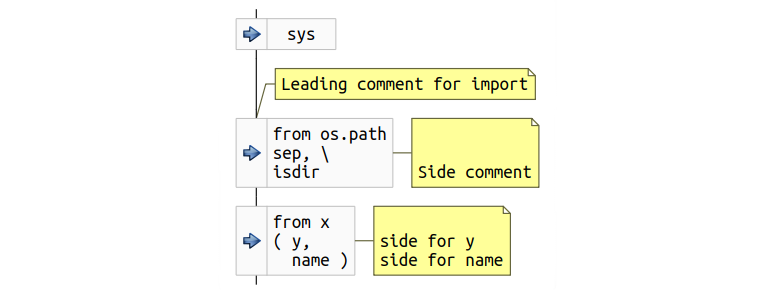 sys
Leading comment for import
from os.path
sep, \
isdir
Side comment
from x
( y,
name )
side for y
side for name